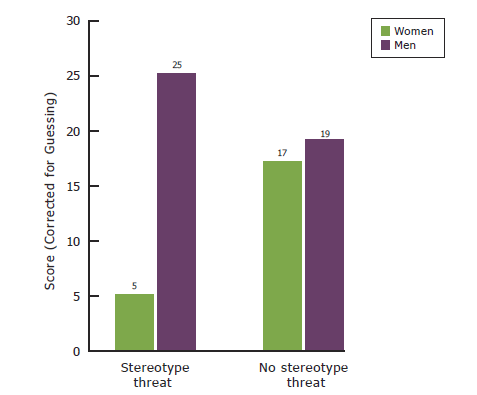 30
25
20
15
10
5
0
Score (Corrected for Guessing)
5
25
17
19
Stereotype
threat
No stereotype
threat
Women
Men